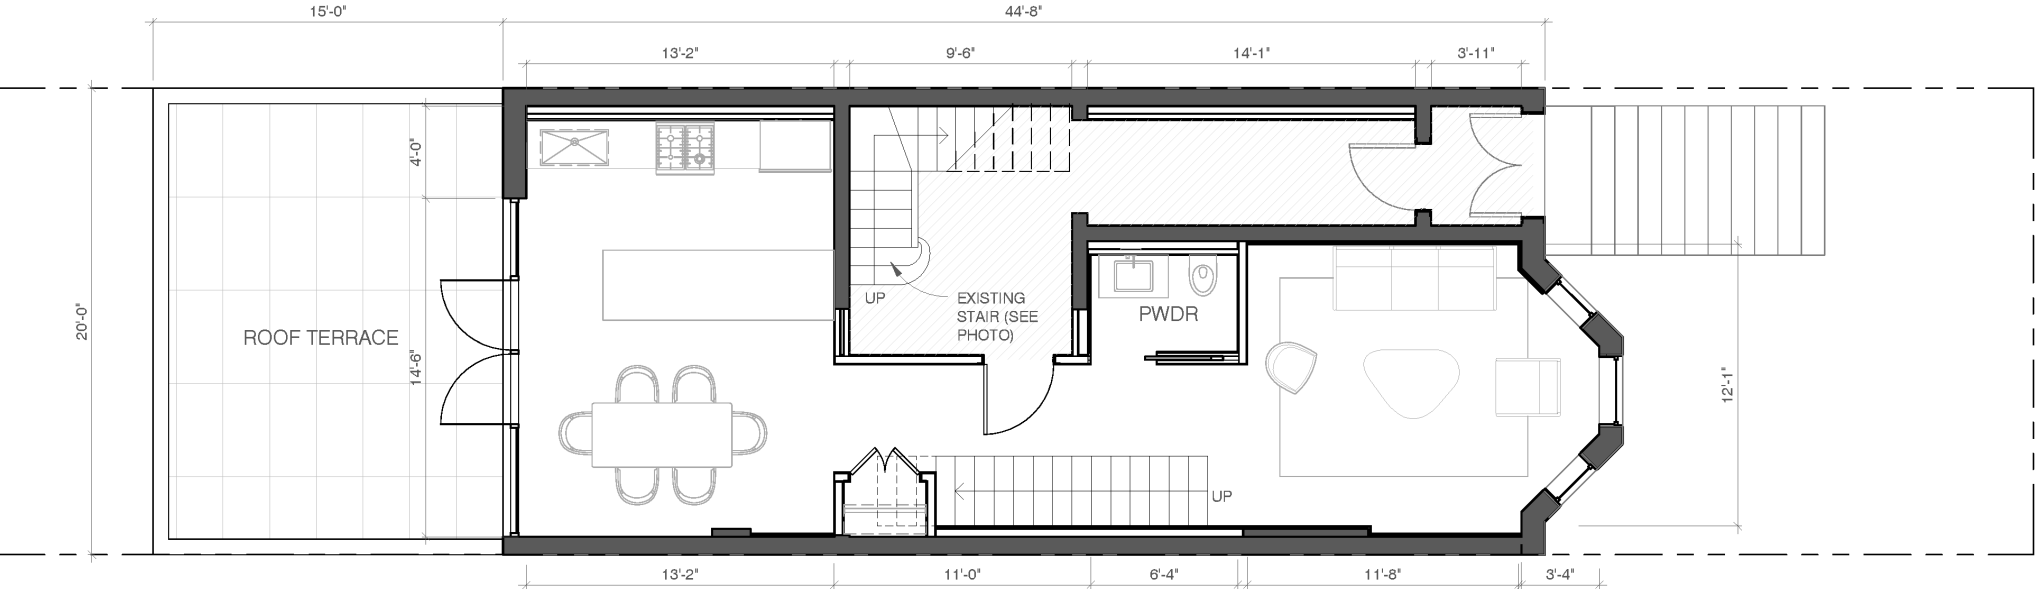 15'-0"
44'-8"
13'-2"
9'-6"
14'-1"
3'-11"
4'-0"
20'-0"
ROOF TERRACE
14'-6"
UP
EXISTING
STAIR (SEE
PHOTO)
PWDR
12'-1"
UP
13'-2"
11'-0"
6'-4"
11'-8"
3'-4"